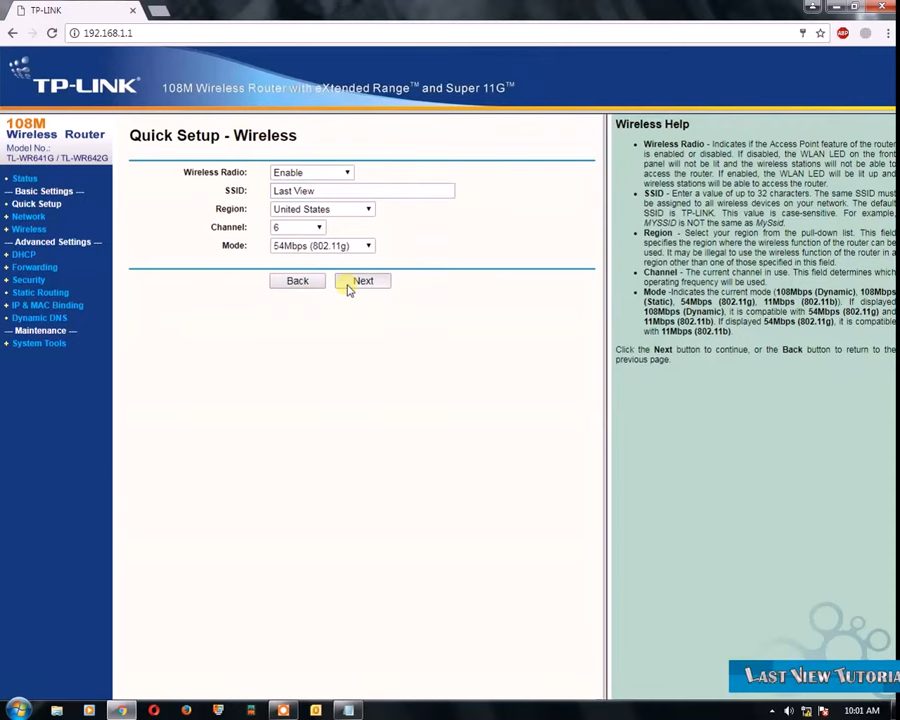 TP-LINK
192.168.1.1
ABP
TP-LINK
108M Wireless Router with eXtended Range™ and Super 11G™
108M
Wireless Router
Model No.:
TL-WR641G / TL-WR642G
• Status
--- Basic Settings ---
• Quick Setup
• Network
• Wireless
--- Advanced Settings ---
• DHCP
• Forwarding
• Security
• Static Routing
• IP & MAC Binding
• Dynamic DNS
--- Maintenance ---
• System Tools
Quick Setup - Wireless
Wireless Radio: Enable
SSID: Last View
Region: United States
Channel: 6
Mode: 54Mbps (802.11g)
Back Next
Wireless Help
• Wireless Radio - Indicates if the Access Point feature of the router
is enabled or disabled. If disabled, the WLAN LED on the front
panel will not be lit and the wireless stations will not be able to
access the router. If enabled, the WLAN LED will be lit up and
wireless stations will be able to access the router.
• SSID - Enter a value of up to 32 characters. The same SSID must
be assigned to all wireless devices on your network. The default
SSID is TP-LINK. This value is case-sensitive. For example,
MYSSID is NOT the same as MySsid.
• Region - Select your region from the pull-down list. This field
specifies the region where the wireless function of the router can be
used. It may be illegal to use the wireless function of the router in a
region other than one of those specified in this field.
• Channel - The current channel in use. This field determines which
operating frequency will be used.
• Mode -Indicates the current mode (108Mbps (Dynamic), 108Mbps
(Static), 54Mbps (802.11g), 11Mbps (802.11b)). If displayed
108Mbps (Dynamic), it is compatible with 54Mbps (802.11g) and
11Mbps (802.11b). If displayed 54Mbps (802.11g), it is compatible
with 11Mbps (802.11b).
Click the Next button to continue, or the Back button to return to the
previous page.
LAST VIEW TUTORIA
10:01 AM